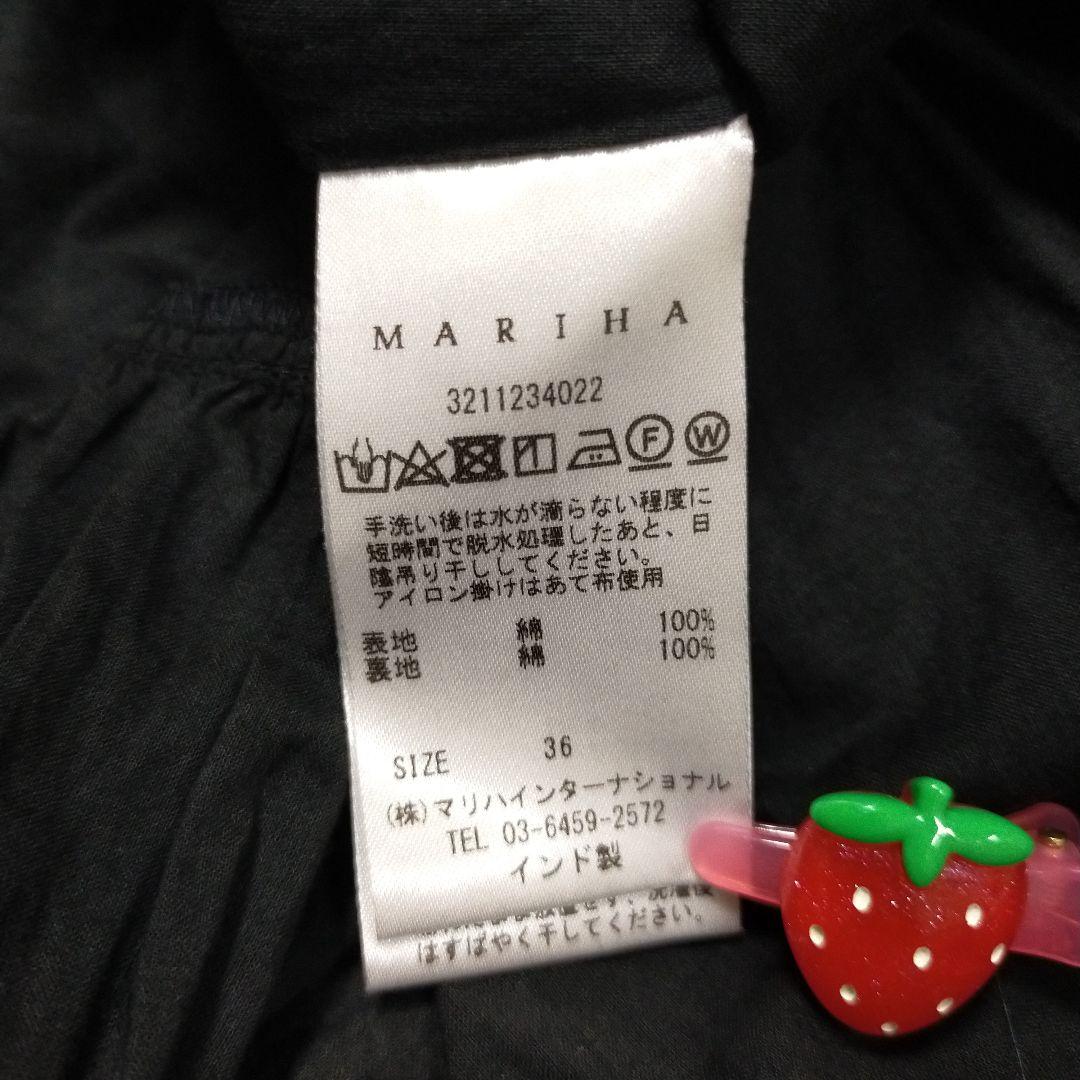 MARIHA
3211234022
F W
手洗い後は水が滴らない程度に
短時間で脱水処理したあと、日
陰吊り干ししてください。
アイロン掛けはあて布使用
表地 綿 100%
裏地 綿 100%
SIZE 36
(株)マリハインターナショナル
TEL 03-6459-2572
インド製
せず、洗濯後
はすばやく干してください。